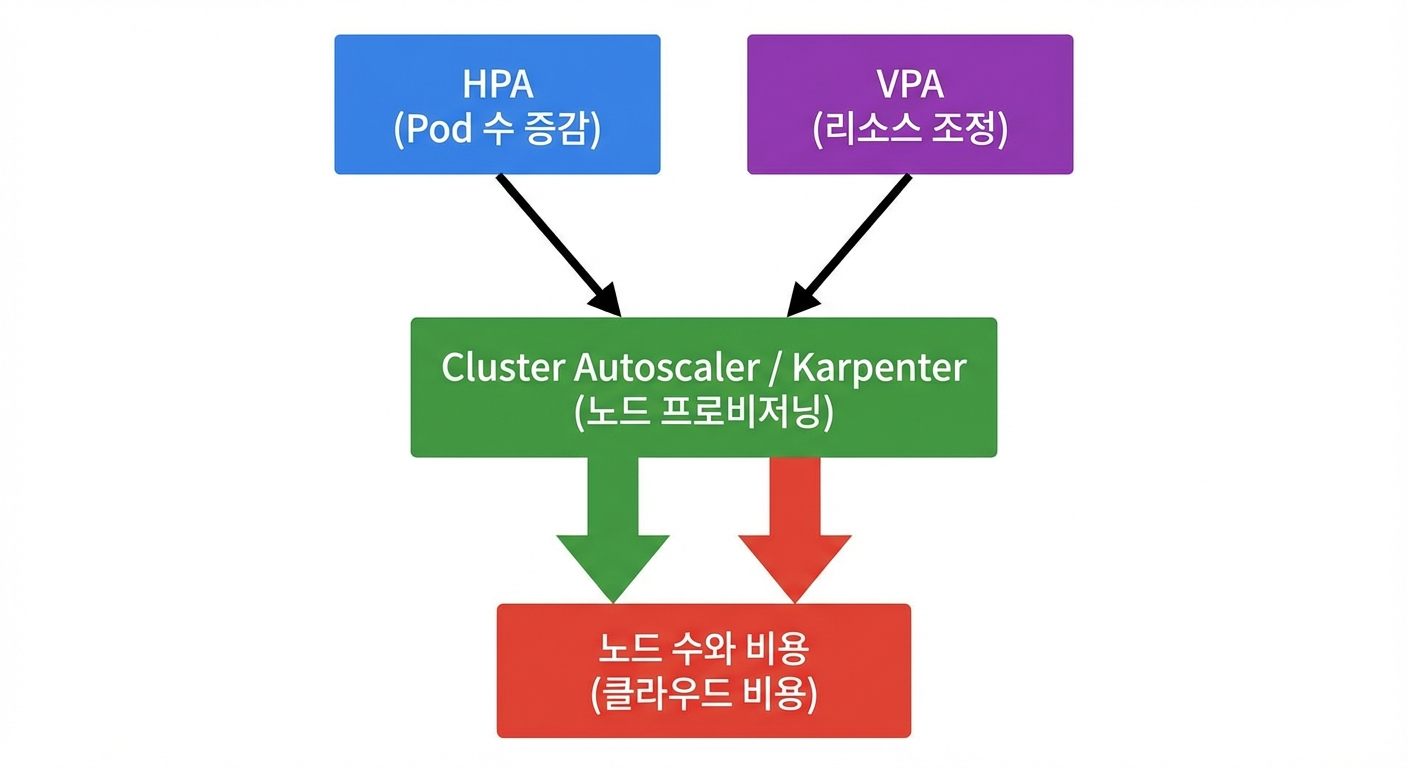 HPA
(Pod 수 증감)
VPA
(리소스 조정)
Cluster Autoscaler / Karpenter
(노드 프로비저닝)
노드 수와 비용
(클라우드 비용)